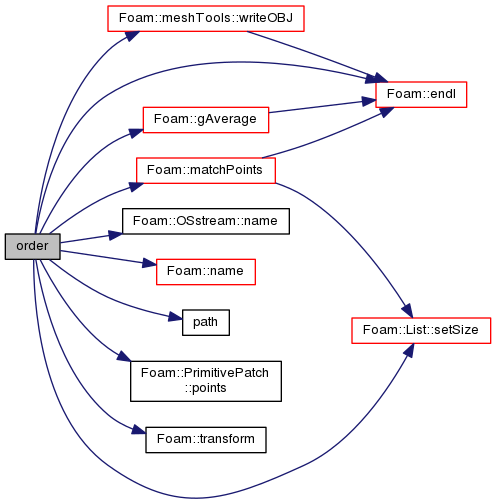 Foam::meshTools::writeOBJ
Foam::endl
Foam::gAverage
Foam::matchPoints
Foam::OSstream::name
order
Foam::name
path
Foam::List::setSize
Foam::PrimitivePatch
::points
Foam::transform